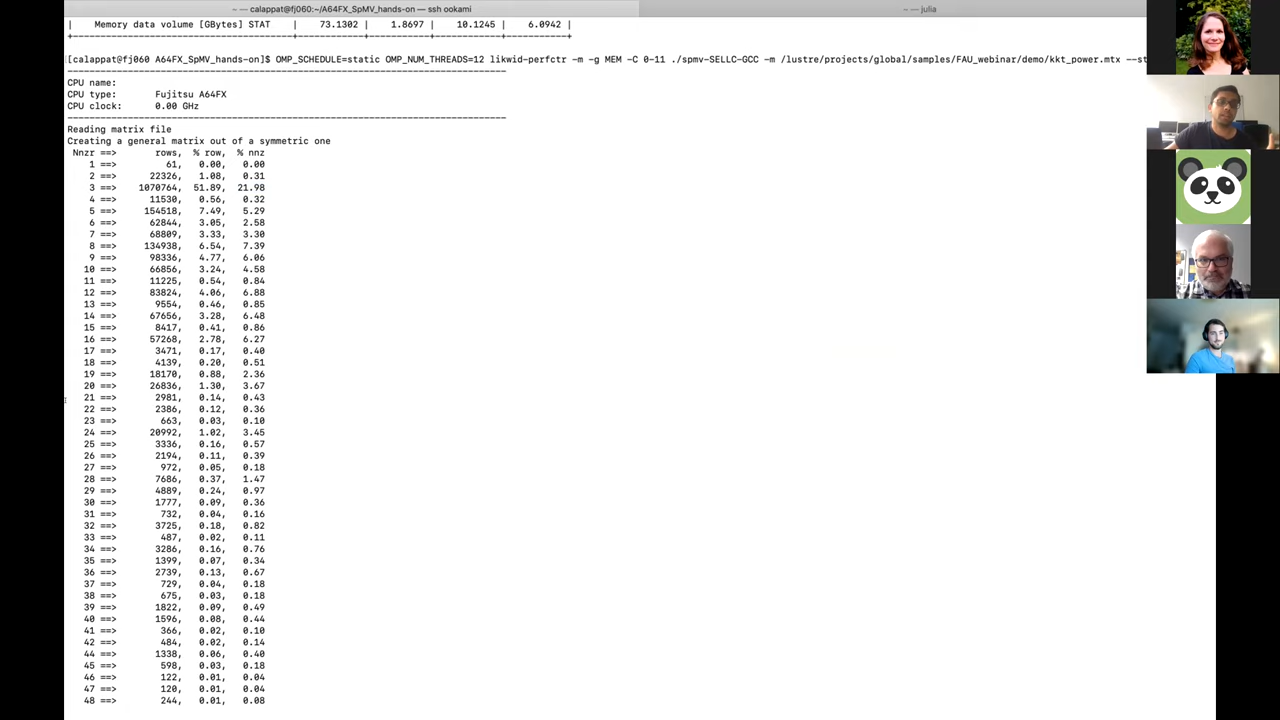 ~ — calappat@fj060:~/A64FX_SpMV_hands-on — ssh ookami
~ — julia
| Memory data volume [GBytes] STAT | 73.1302 | 1.8697 | 10.1245 | 6.0942 |
+----------------------------------+------------+-----------+-----------+-----------+
[calappat@fj060 A64FX_SpMV_hands-on]$ OMP_SCHEDULE=static OMP_NUM_THREADS=12 likwid-perfctr -m -g MEM -C 0-11 ./spmv-SELLC-GCC -m /lustre/projects/global/samples/FAU_webinar/demo/kkt_power.mtx --st
--------------------------------------------------------------------------------
CPU name:
CPU type: Fujitsu A64FX
CPU clock: 0.00 GHz
--------------------------------------------------------------------------------
Reading matrix file
Creating a general matrix out of a symmetric one
Nnzr ==> rows, % row, % nnz
1 ==> 61, 0.00, 0.00
2 ==> 22326, 1.08, 0.31
3 ==> 1070764, 51.89, 21.98
4 ==> 11530, 0.56, 0.32
5 ==> 154518, 7.49, 5.29
6 ==> 62844, 3.05, 2.58
7 ==> 68809, 3.33, 3.30
8 ==> 134938, 6.54, 7.39
9 ==> 98336, 4.77, 6.06
10 ==> 66856, 3.24, 4.58
11 ==> 11225, 0.54, 0.84
12 ==> 83824, 4.06, 6.88
13 ==> 9554, 0.46, 0.85
14 ==> 67656, 3.28, 6.48
15 ==> 8417, 0.41, 0.86
16 ==> 57268, 2.78, 6.27
17 ==> 3471, 0.17, 0.40
18 ==> 4139, 0.20, 0.51
19 ==> 18170, 0.88, 2.36
20 ==> 26836, 1.30, 3.67
21 ==> 2981, 0.14, 0.43
22 ==> 2386, 0.12, 0.36
23 ==> 663, 0.03, 0.10
24 ==> 20992, 1.02, 3.45
25 ==> 3336, 0.16, 0.57
26 ==> 2194, 0.11, 0.39
27 ==> 972, 0.05, 0.18
28 ==> 7686, 0.37, 1.47
29 ==> 4889, 0.24, 0.97
30 ==> 1777, 0.09, 0.36
31 ==> 732, 0.04, 0.16
32 ==> 3725, 0.18, 0.82
33 ==> 487, 0.02, 0.11
34 ==> 3286, 0.16, 0.76
35 ==> 1399, 0.07, 0.34
36 ==> 2739, 0.13, 0.67
37 ==> 729, 0.04, 0.18
38 ==> 675, 0.03, 0.18
39 ==> 1822, 0.09, 0.49
40 ==> 1596, 0.08, 0.44
41 ==> 366, 0.02, 0.10
42 ==> 484, 0.02, 0.14
44 ==> 1338, 0.06, 0.40
45 ==> 598, 0.03, 0.18
46 ==> 122, 0.01, 0.04
47 ==> 120, 0.01, 0.04
48 ==> 244, 0.01, 0.08